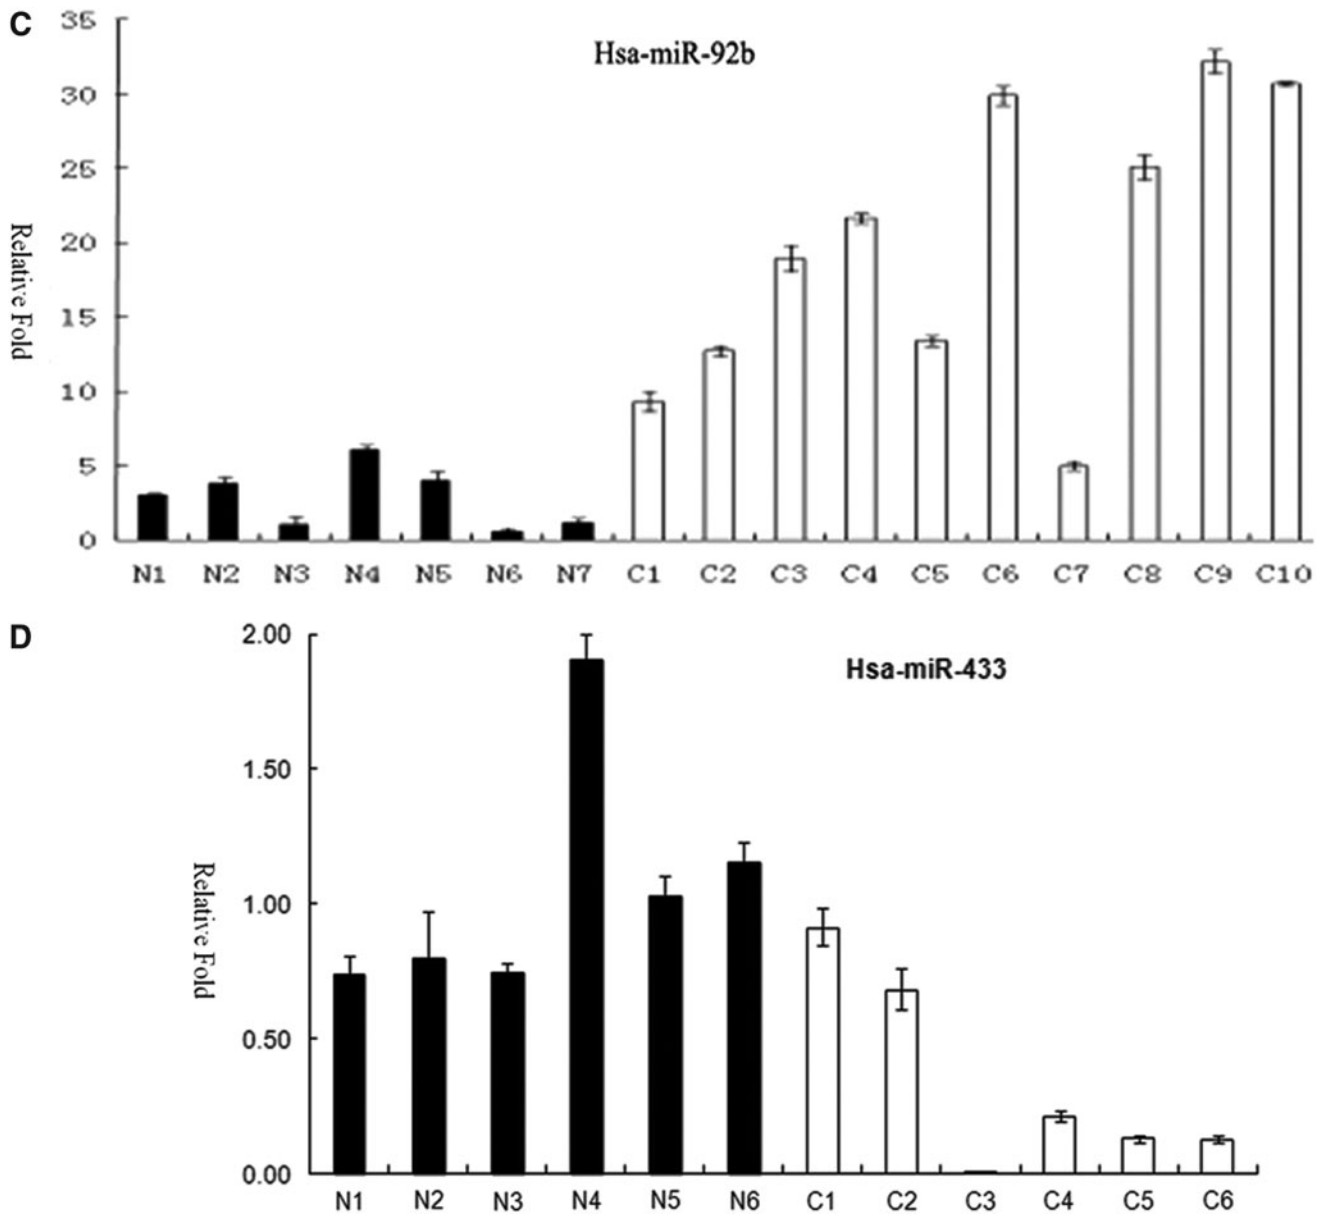 C
Hsa-miR-92b
35
30
25
20
15
10
5
0
Relative Fold
N1 N2 N3 N4 N5 N6 N7 C1 C2 C3 C4 C5 C6 C7 C8 C9 C10
D
Hsa-miR-433
2.00
1.50
1.00
0.50
0.00
Relative Fold
N1 N2 N3 N4 N5 N6 C1 C2 C3 C4 C5 C6